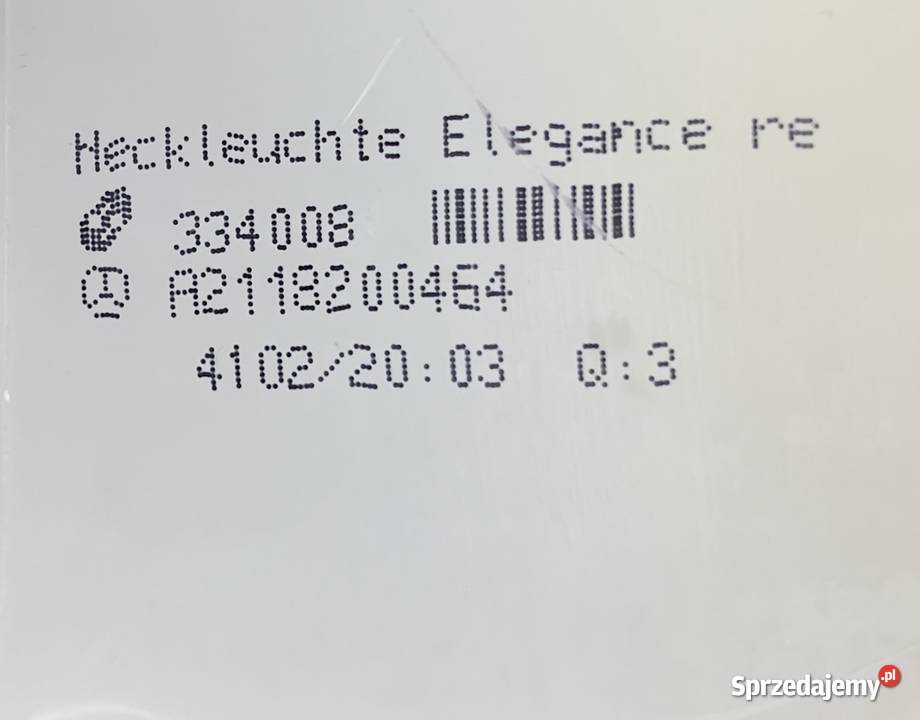 Heckleuchte Elegance re
334008
A2118200464
4102/20:03 Q:3
Sprzedajemy.pl